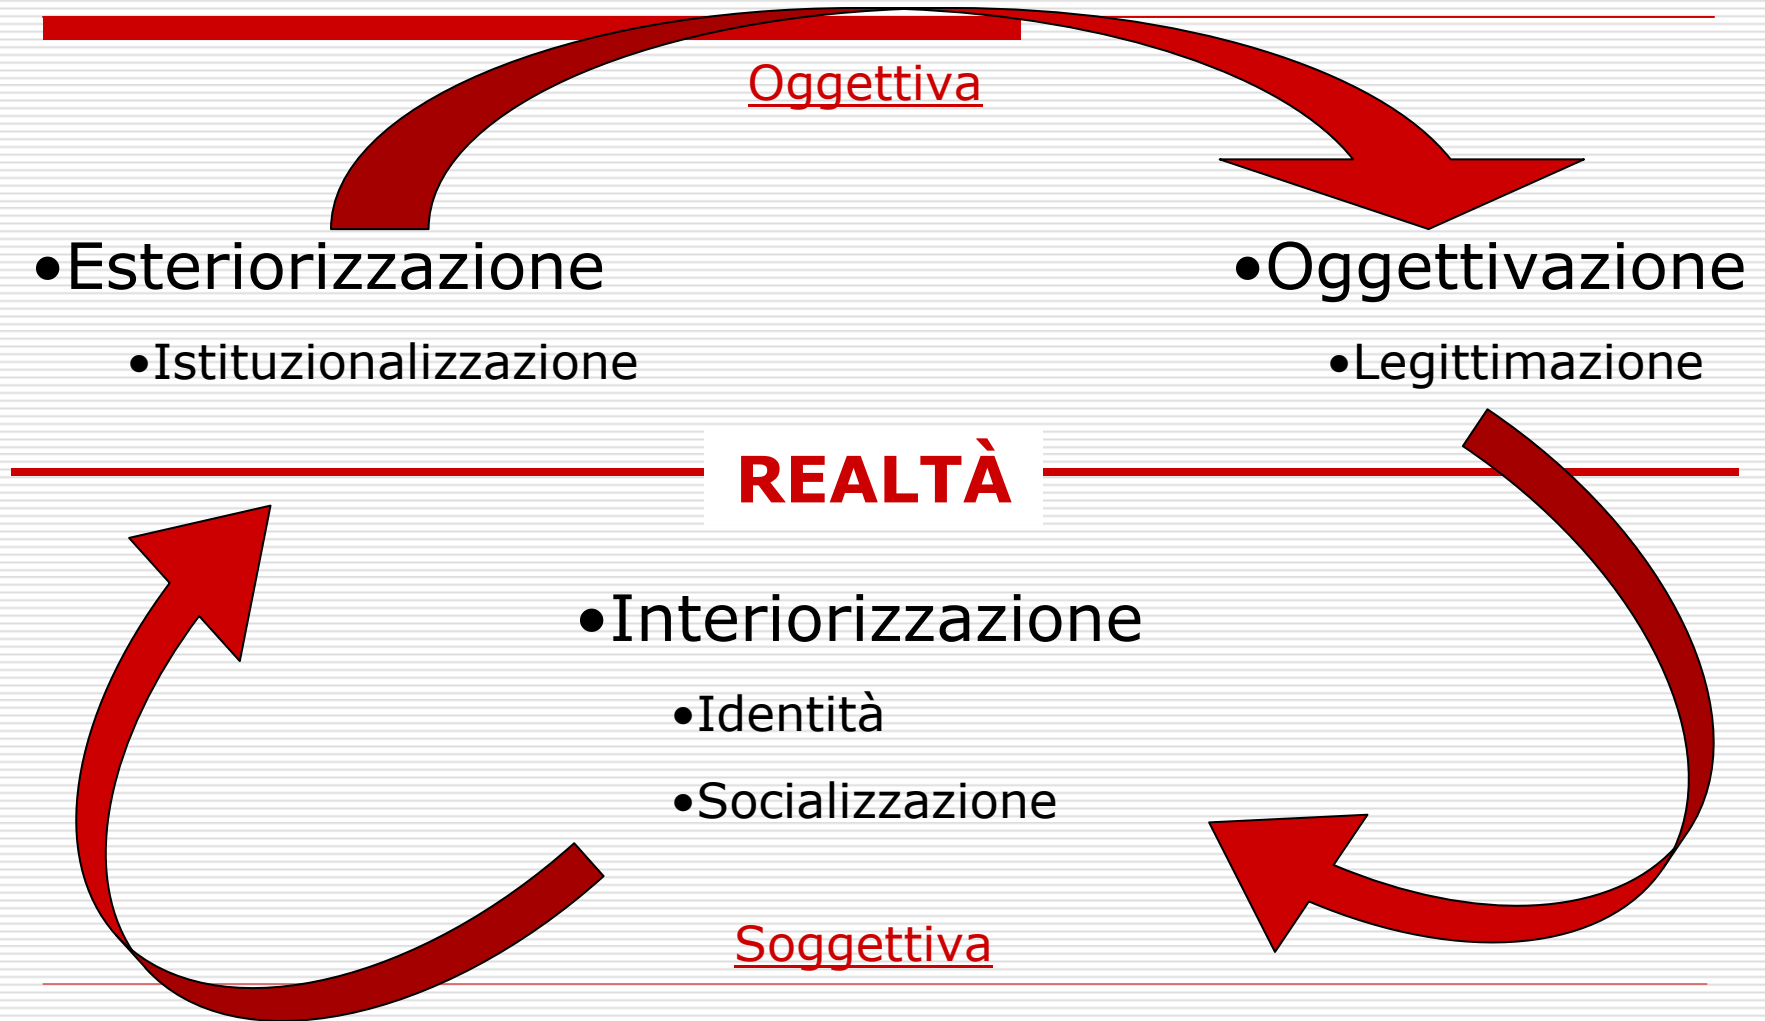 Oggettiva
•Esteriorizzazione
•Oggettivazione
•Istituzionalizzazione
•Legittimazione
REALTÀ
•Interiorizzazione
•Identità
•Socializzazione
Soggettiva